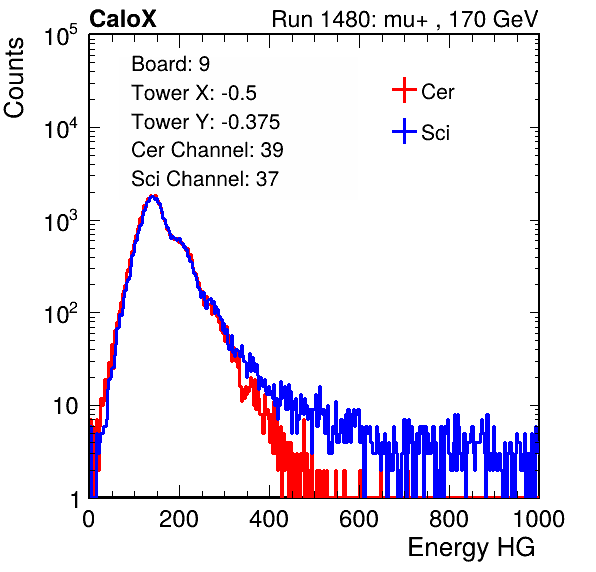 CaloX Run 1480: mu+ , 170 GeV
Counts
Board: 9
Tower X: -0.5
Tower Y: -0.375
Cer Channel: 39
Sci Channel: 37
Cer
Sci
10^5
10^4
10^3
10^2
10
1
0 200 400 600 800 1000
Energy HG